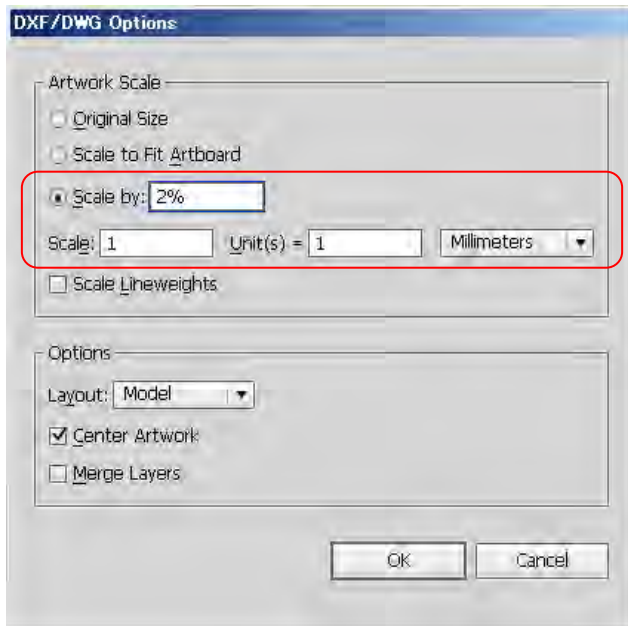 DXF/DWG Options
Artwork Scale
Original Size
Scale to Fit Artboard
Scale by: 2%
Scale: 1 Unit(s) = 1 Millimeters
Scale Lineweights
Options
Layout: Model
Center Artwork
Merge Layers
OK Cancel